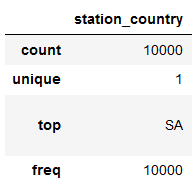 station_country
count 10000
unique 1
top SA
freq 10000